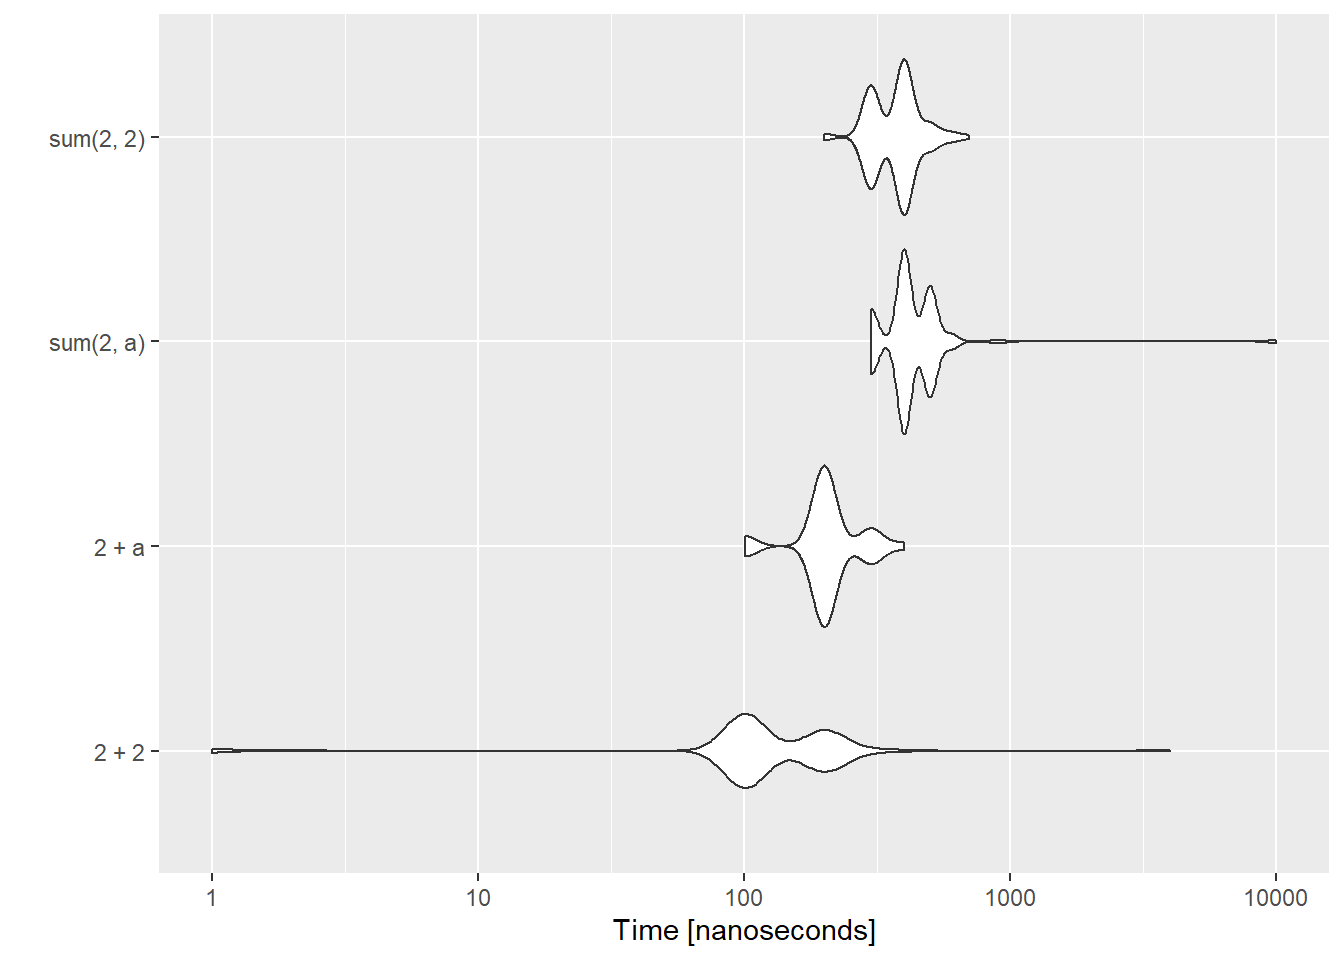 sum(2, 2)
sum(2, a)
2 + a
2 + 2
1 10 100 1000 10000
Time [nanoseconds]